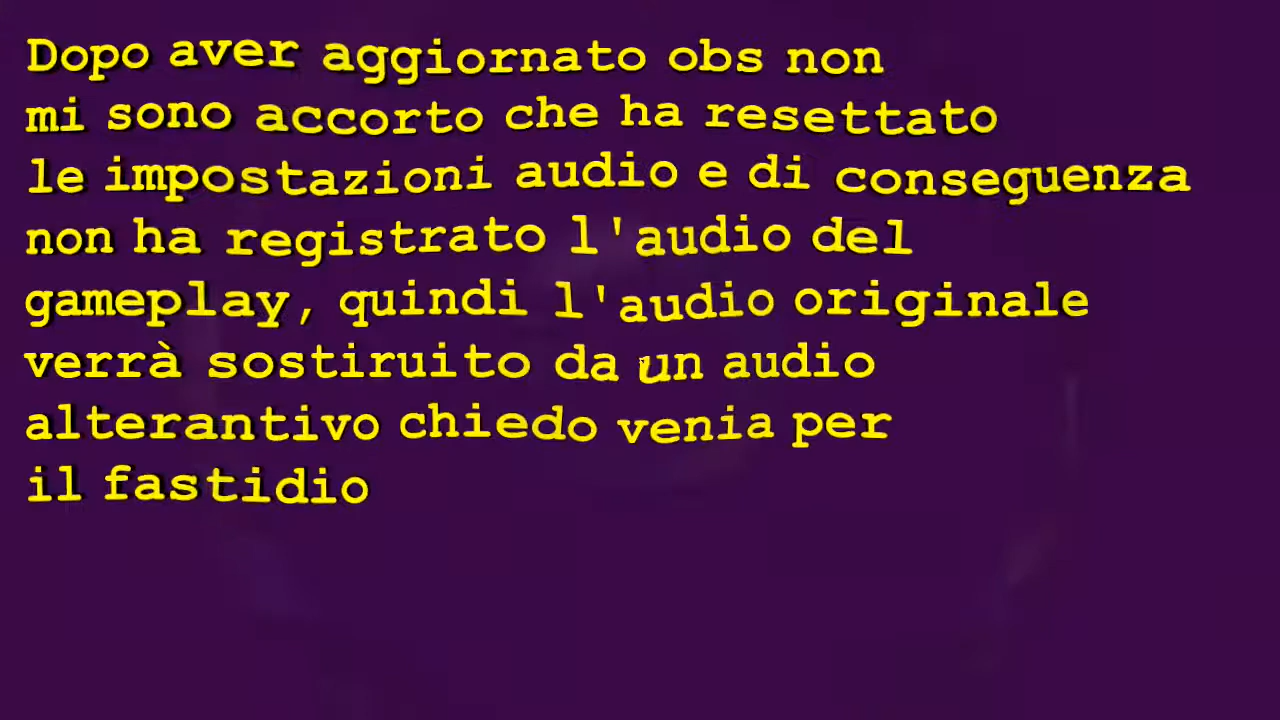 Dopo aver aggiornato obs non
mi sono accorto che ha resettato
le impostazioni audio e di conseguenza
non ha registrato l'audio del
gameplay, quindi l'audio originale
verrà sostiruito da un audio
alterantivo chiedo venia per
il fastidio